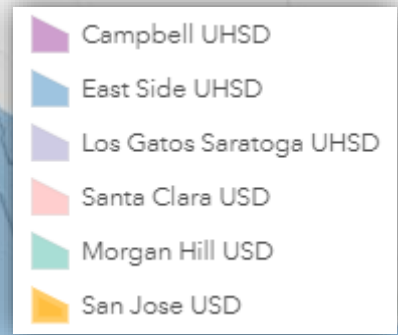 Campbell UHSD
East Side UHSD
Los Gatos Saratoga UHSD
Santa Clara USD
Morgan Hill USD
San Jose USD